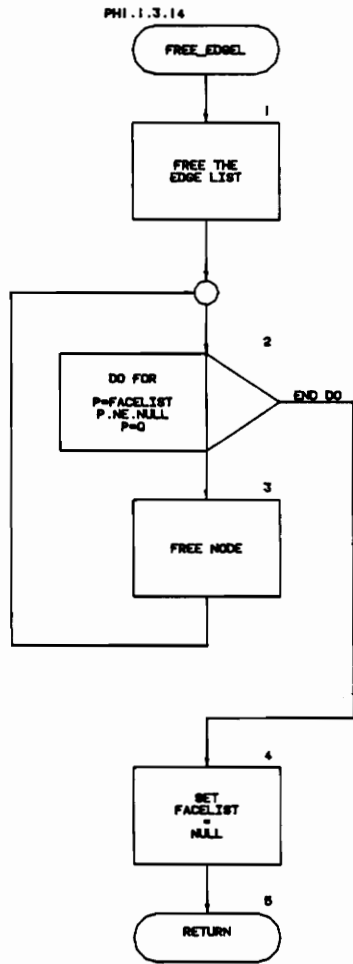 PH1.1.3.14
FREE_EDGEL
1
FREE THE
EDGE LIST
2
DO FOR
P=FACELIST
P.NE.NULL
P=Q
END DO
3
FREE NODE
4
SET
FACELIST
=
NULL
5
RETURN